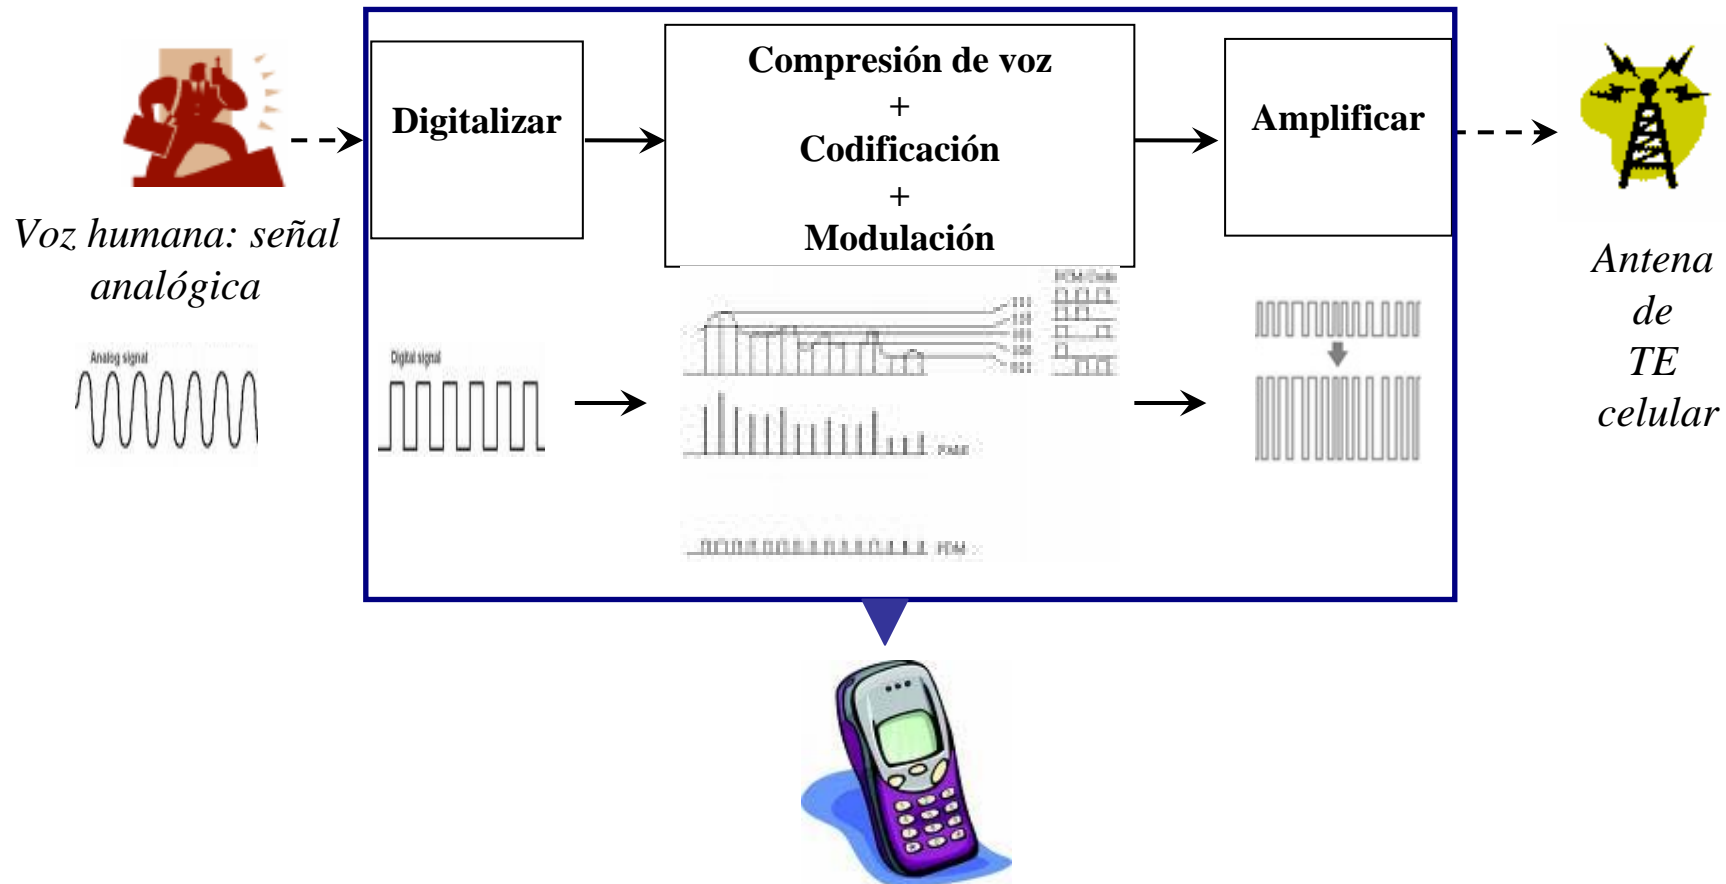 Digitalizar
Compresión de voz
+
Codificación
+
Modulación
Amplificar
Voz humana: señal
analógica
Antena
de
TE
celular
Analog signal
Digital signal